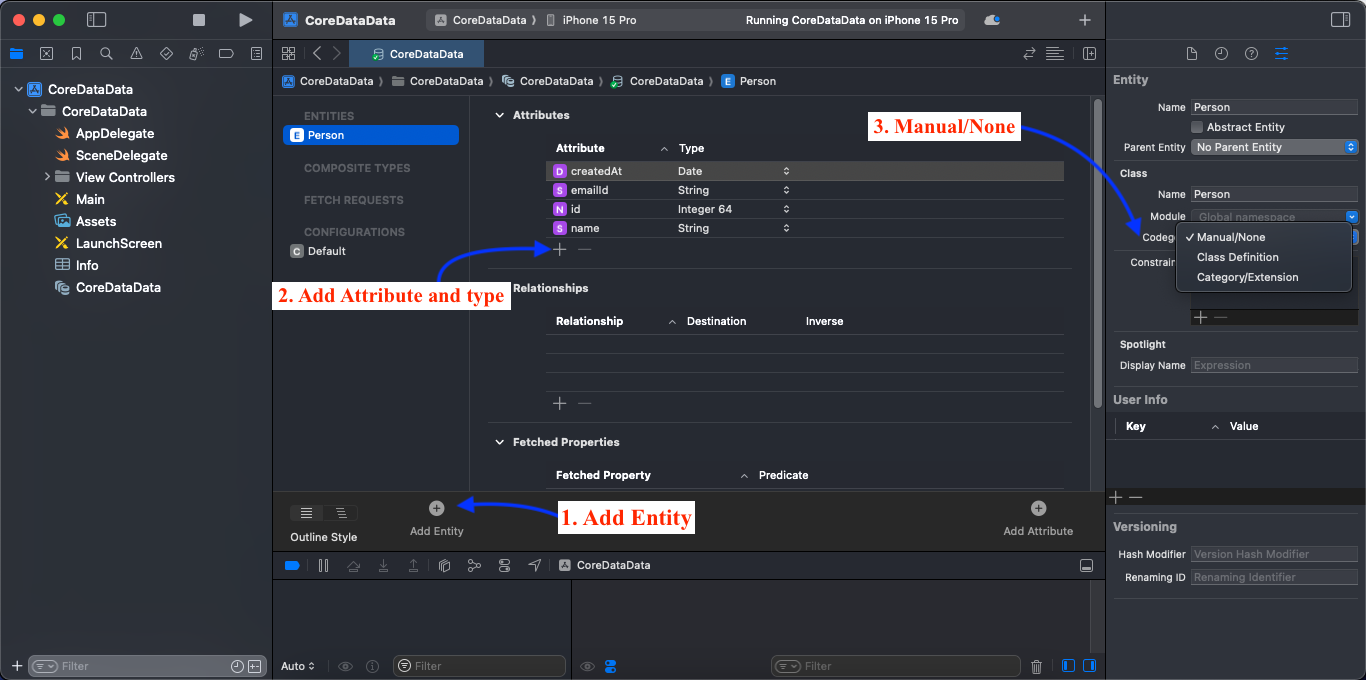 CoreDataData
CoreDataData
iPhone 15 Pro
Running CoreDataData on iPhone 15 Pro
CoreDataData
CoreDataData
CoreDataData
CoreDataData
CoreDataData
E Person
CoreDataData
CoreDataData
AppDelegate
SceneDelegate
View Controllers
Main
Assets
LaunchScreen
Info
CoreDataData
Filter
ENTITIES
E Person
COMPOSITE TYPES
FETCH REQUESTS
CONFIGURATIONS
C Default
Attributes
Attribute Type
D createdAt Date
S emailId String
N id Integer 64
S name String
2. Add Attribute and type
Relationships
Relationship Destination Inverse
Fetched Properties
Fetched Property Predicate
1. Add Entity
Outline Style
Add Entity
Add Attribute
CoreDataData
Auto
Filter
Filter
3. Manual/None
Entity
Name Person
Abstract Entity
Parent Entity No Parent Entity
Class
Name Person
Module Global namespace
Codeg
Manual/None
Class Definition
Category/Extension
Constrain
Spotlight
Display Name Expression
User Info
Key Value
Versioning
Hash Modifier Version Hash Modifier
Renaming ID Renaming Identifier